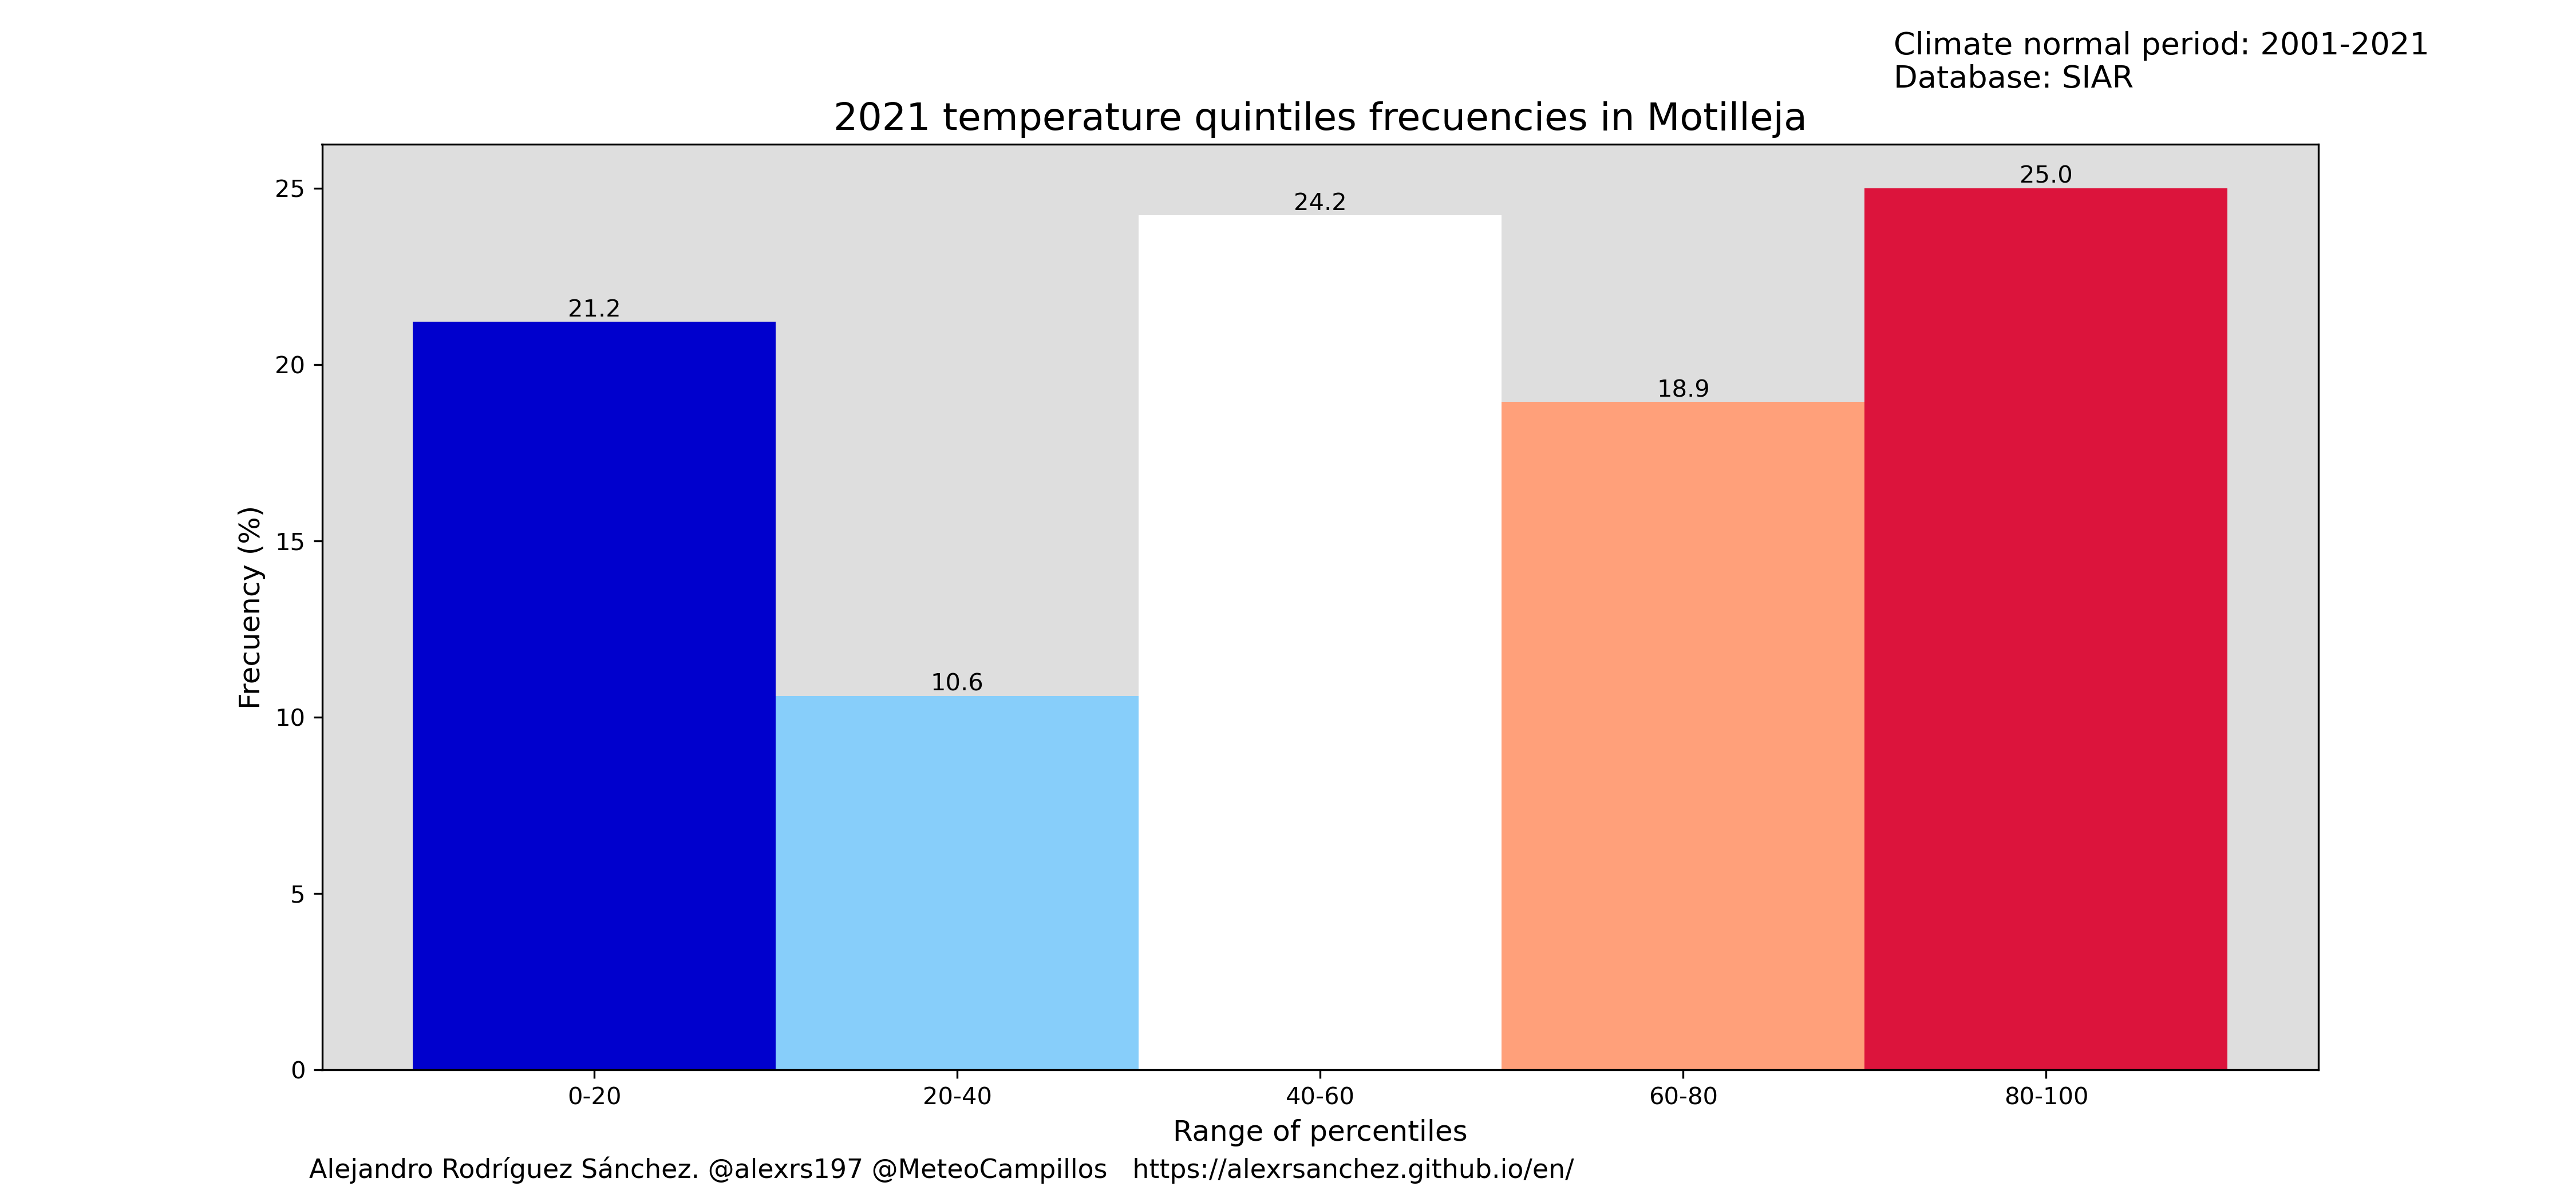 Climate normal period: 2001-2021
Database: SIAR
2021 temperature quintiles frecuencies in Motilleja
25.0
24.2
21.2
18.9
10.6
25
20
15
10
5
0
Frecuency (%)
0-20 20-40 40-60 60-80 80-100
Range of percentiles
Alejandro Rodríguez Sánchez. @alexrs197 @MeteoCampillos https://alexrsanchez.github.io/en/